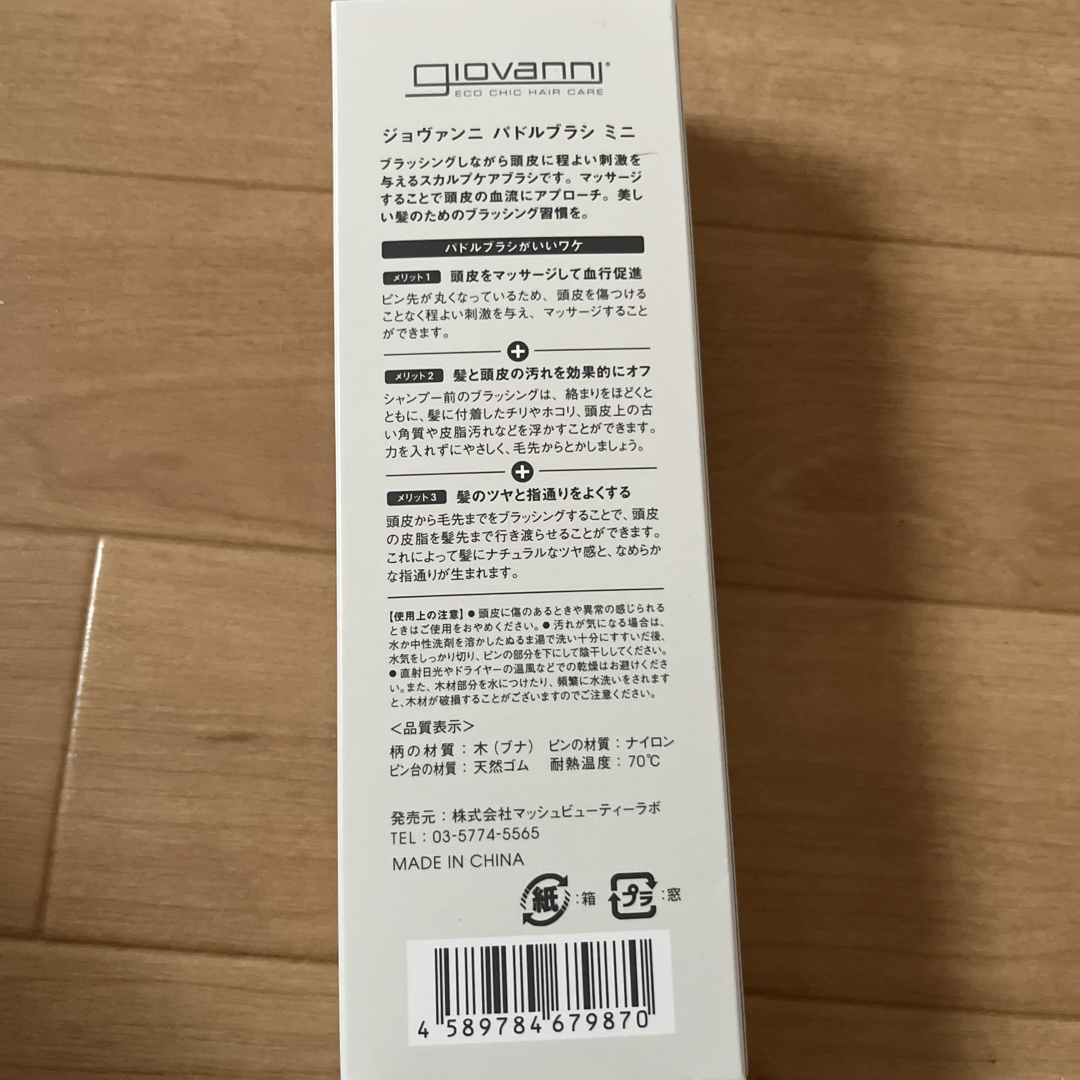 giovanni®
ECO CHIC HAIR CARE
ジョヴァンニ パドルブラシ ミニ
ブラッシングしながら頭皮に程よい刺激を
与えるスカルプケアブラシです。マッサージ
することで頭皮の血流にアプローチ。美し
い髪のためのブラッシング習慣を。
パドルブラシがいいワケ
メリット1 頭皮をマッサージして血行促進
ピン先が丸くなっているため、頭皮を傷つける
ことなく程よい刺激を与え、マッサージすること
ができます。
メリット2 髪と頭皮の汚れを効果的にオフ
シャンプー前のブラッシングは、絡まりをほどくと
ともに、髪に付着したチリやホコリ、頭皮上の古
い角質や皮脂汚れなどを浮かすことができます。
力を入れずにやさしく、毛先からとかしましょう。
メリット3 髪のツヤと指通りをよくする
頭皮から毛先までをブラッシングすることで、頭皮
の皮脂を髪先まで行き渡らせることができます。
これによって髪にナチュラルなツヤ感と、なめらか
な指通りが生まれます。
【使用上の注意】●頭皮に傷のあるときや異常の感じられる
ときはご使用をおやめください。●汚れが気になる場合は、
水か中性洗剤を溶かしたぬるま湯で洗い十分にすすいだ後、
水気をしっかり切り、ピンの部分を下にして陰干ししてください。
●直射日光やドライヤーの温風などでの乾燥はお避けくださ
い。また、木材部分を水につけたり、頻繁に水洗いをされます
と、木材が破損することがございますのでご注意ください。
＜品質表示＞
柄の材質：木（ブナ） ピンの材質：ナイロン
ピン台の材質：天然ゴム 耐熱温度：70℃
発売元：株式会社マッシュビューティーラボ
TEL：03-5774-5565
MADE IN CHINA
紙：箱 プラ：窓
4 589784 679870